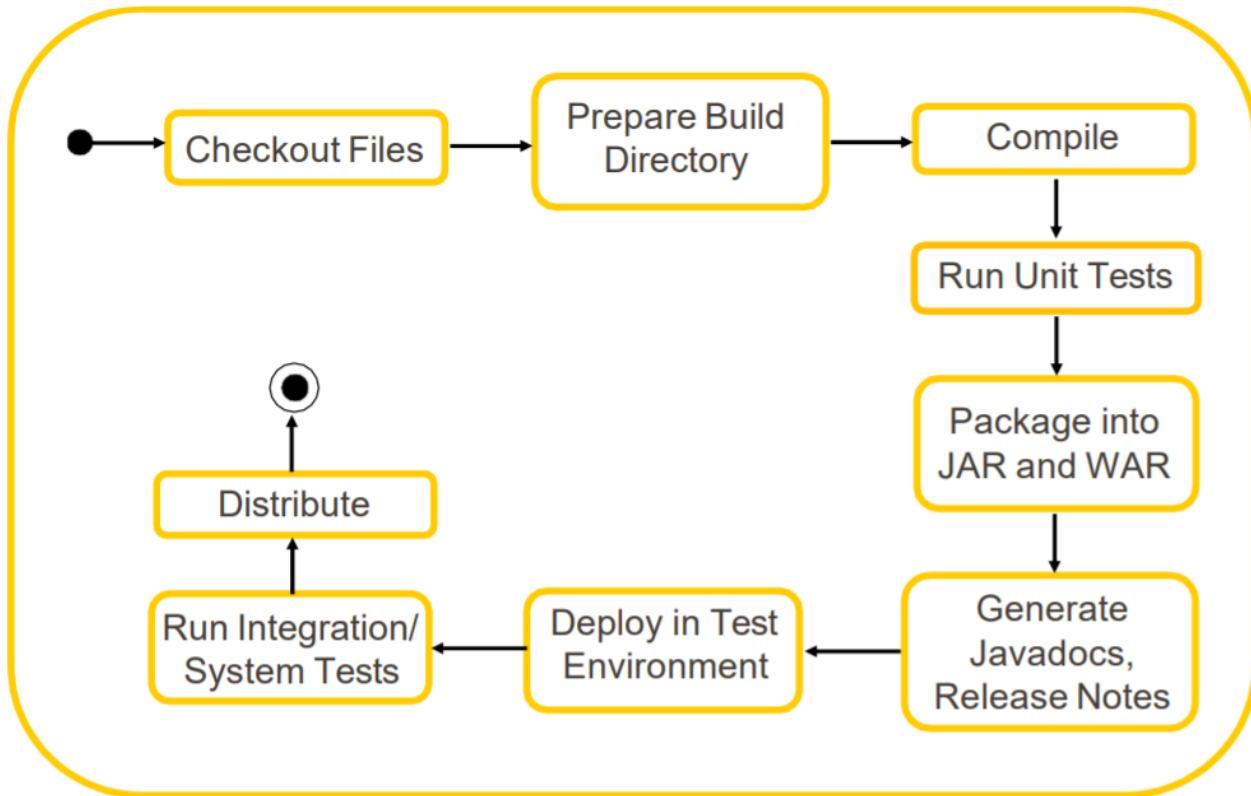 Checkout Files
Prepare Build
Directory
Compile
Run Unit Tests
Package into
JAR and WAR
Generate
Javadocs,
Release Notes
Deploy in Test
Environment
Run Integration/
System Tests
Distribute